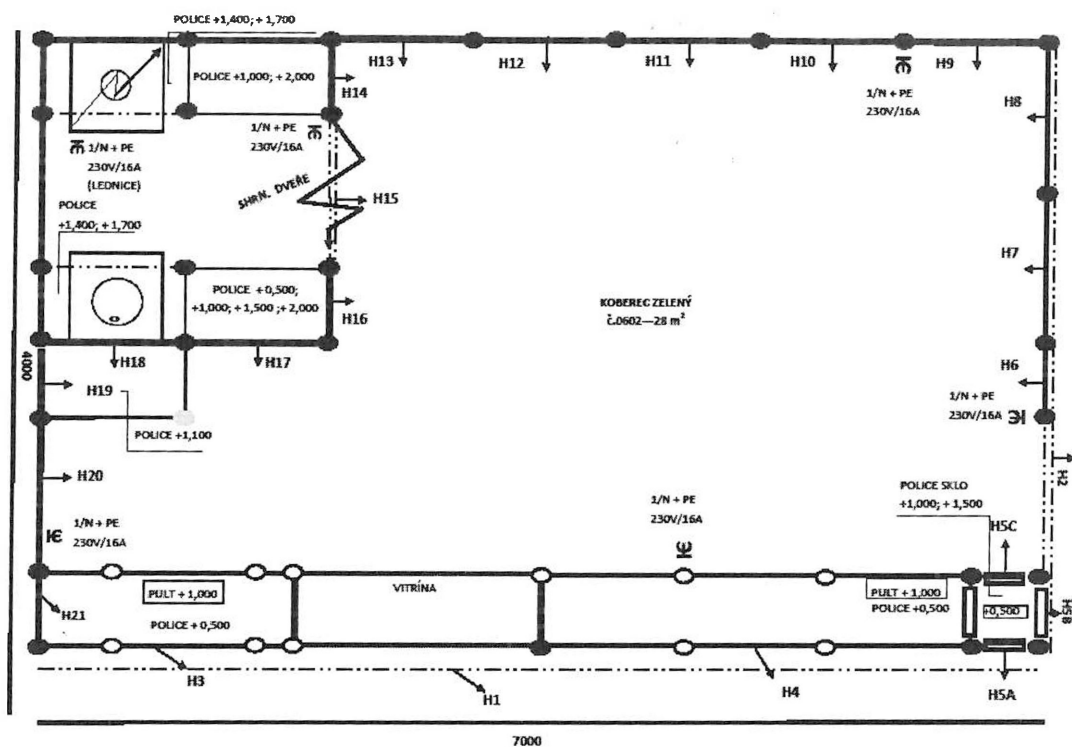 POLICE +1,400; + 1,700
POLICE +1,000; + 2,000
H14
H13
H12
H11
H10
H9
H8
1/N + PE
230V/16A
1/N + PE
230V/16A
1/N + PE
230V/16A
(LEDNICE)
SHRN. DVEŘE
H15
POLICE
+1,400; + 1,700
H7
POLICE +0,500;
+1,000; + 1,500 ;+ 2,000
H16
KOBEREC ZELENÝ
č.0602—28 m²
4000
H18
H17
H6
H19
1/N + PE
230V/16A
POLICE +1,100
H20
H2
POLICE SKLO
+1,000; + 1,500
1/N + PE
230V/16A
1/N + PE
230V/16A
H5C
PULT + 1,000
VITRÍNA
PULT + 1,000
H21
POLICE + 0,500
POLICE +0,500
+0,500
H5B
H3
H1
H4
H5A
7000